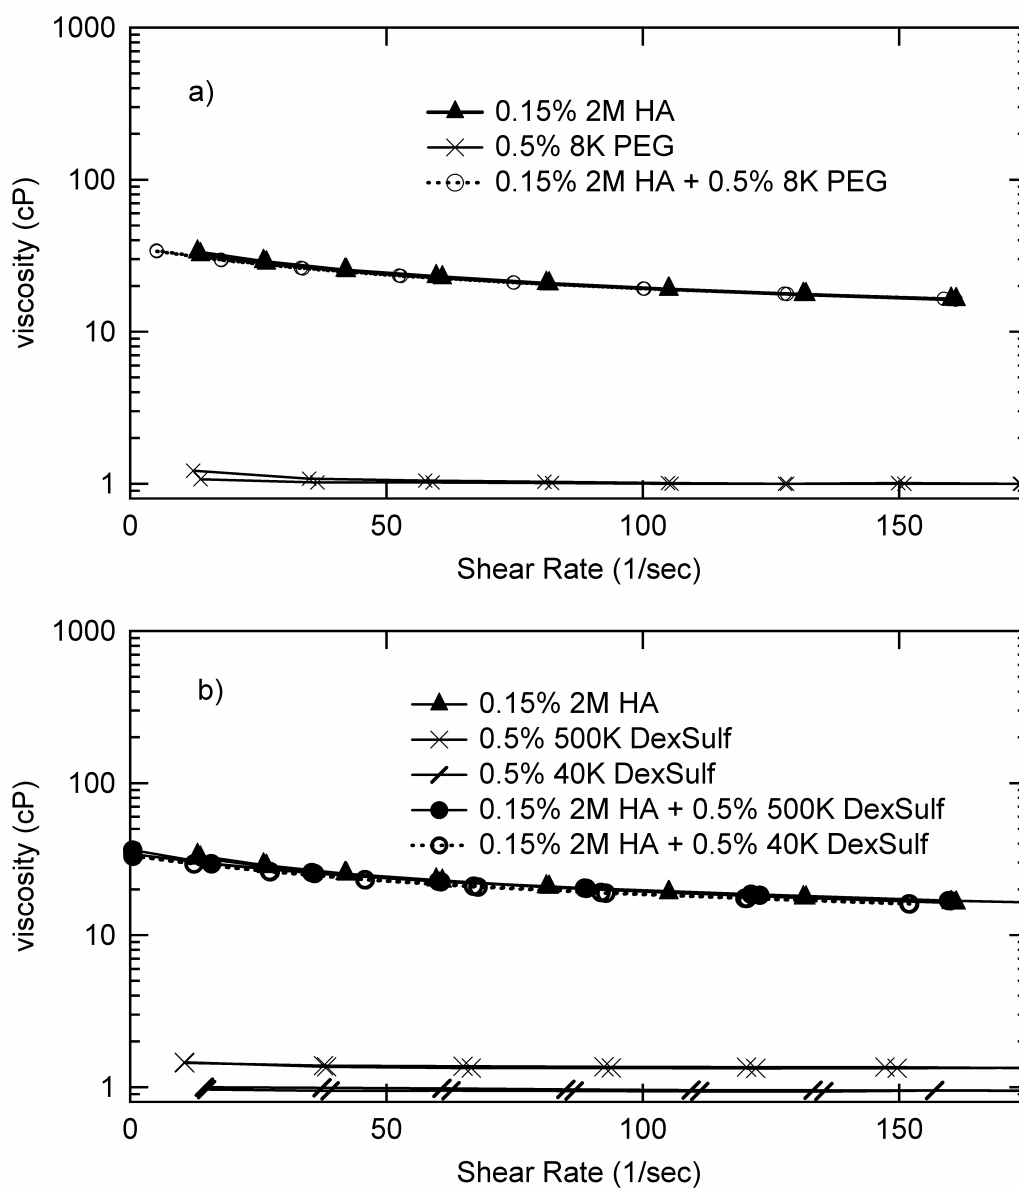 1000
a)
0.15% 2M HA
0.5% 8K PEG
0.15% 2M HA + 0.5% 8K PEG
100
viscosity (cP)
10
1
0 50 100 150
Shear Rate (1/sec)
1000
b)
0.15% 2M HA
0.5% 500K DexSulf
0.5% 40K DexSulf
0.15% 2M HA + 0.5% 500K DexSulf
0.15% 2M HA + 0.5% 40K DexSulf
100
viscosity (cP)
10
1
0 50 100 150
Shear Rate (1/sec)